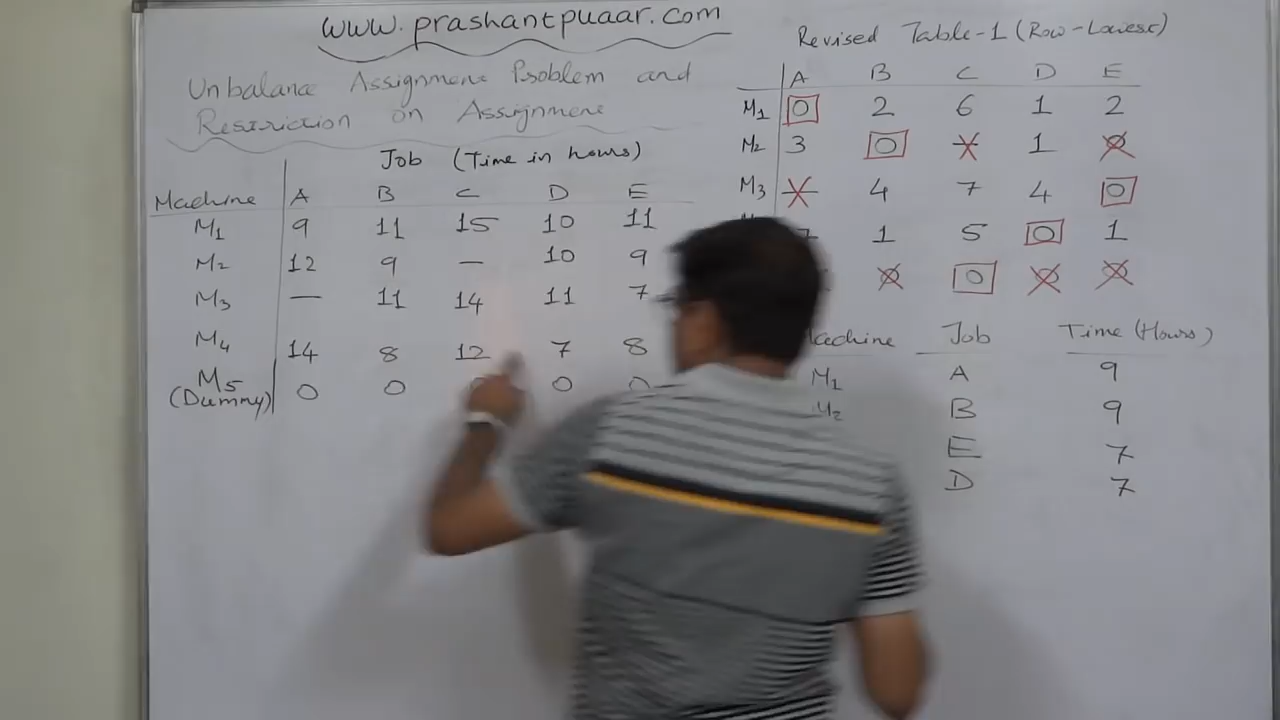 www.prashantpuaar.com
Unbalance Assignment Problem and
Restriction on Assignment
Job (Time in hours)
Machine A B C D E
M1 9 11 15 10 11
M2 12 9 — 10 9
M3 — 11 14 11 7
M4 14 8 12 7 8
M5 0 0 0 0
(Dummy)
Revised Table-1 (Row-Lowest)
A B C D E
M1 0 2 6 1 2
M2 3 0 1
M3 4 7 4 0
1 5 0 1
0
Job Time (Hours)
M1 A 9
B 9
E 7
D 7